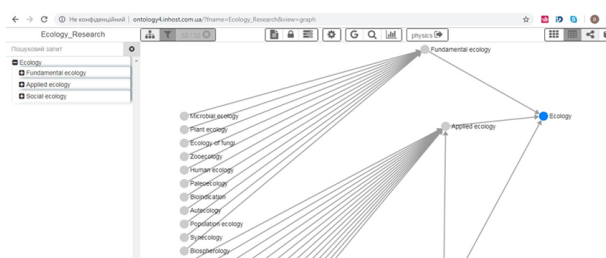 Не конфіденційний | ontology4.inhost.com.ua/?fname=Ecology_Research&view=graph
Ecology_Research
G
physics
Пошуковий запит
Ecology
Fundamental ecology
Applied ecology
Social ecology
Fundamental ecology
Ecology
Applied ecology
Microbial ecology
Plant ecology
Ecology of fungi
Zooecology
Human ecology
Paleoecology
Bioindication
Autecology
Population ecology
Synecology
Biospherology